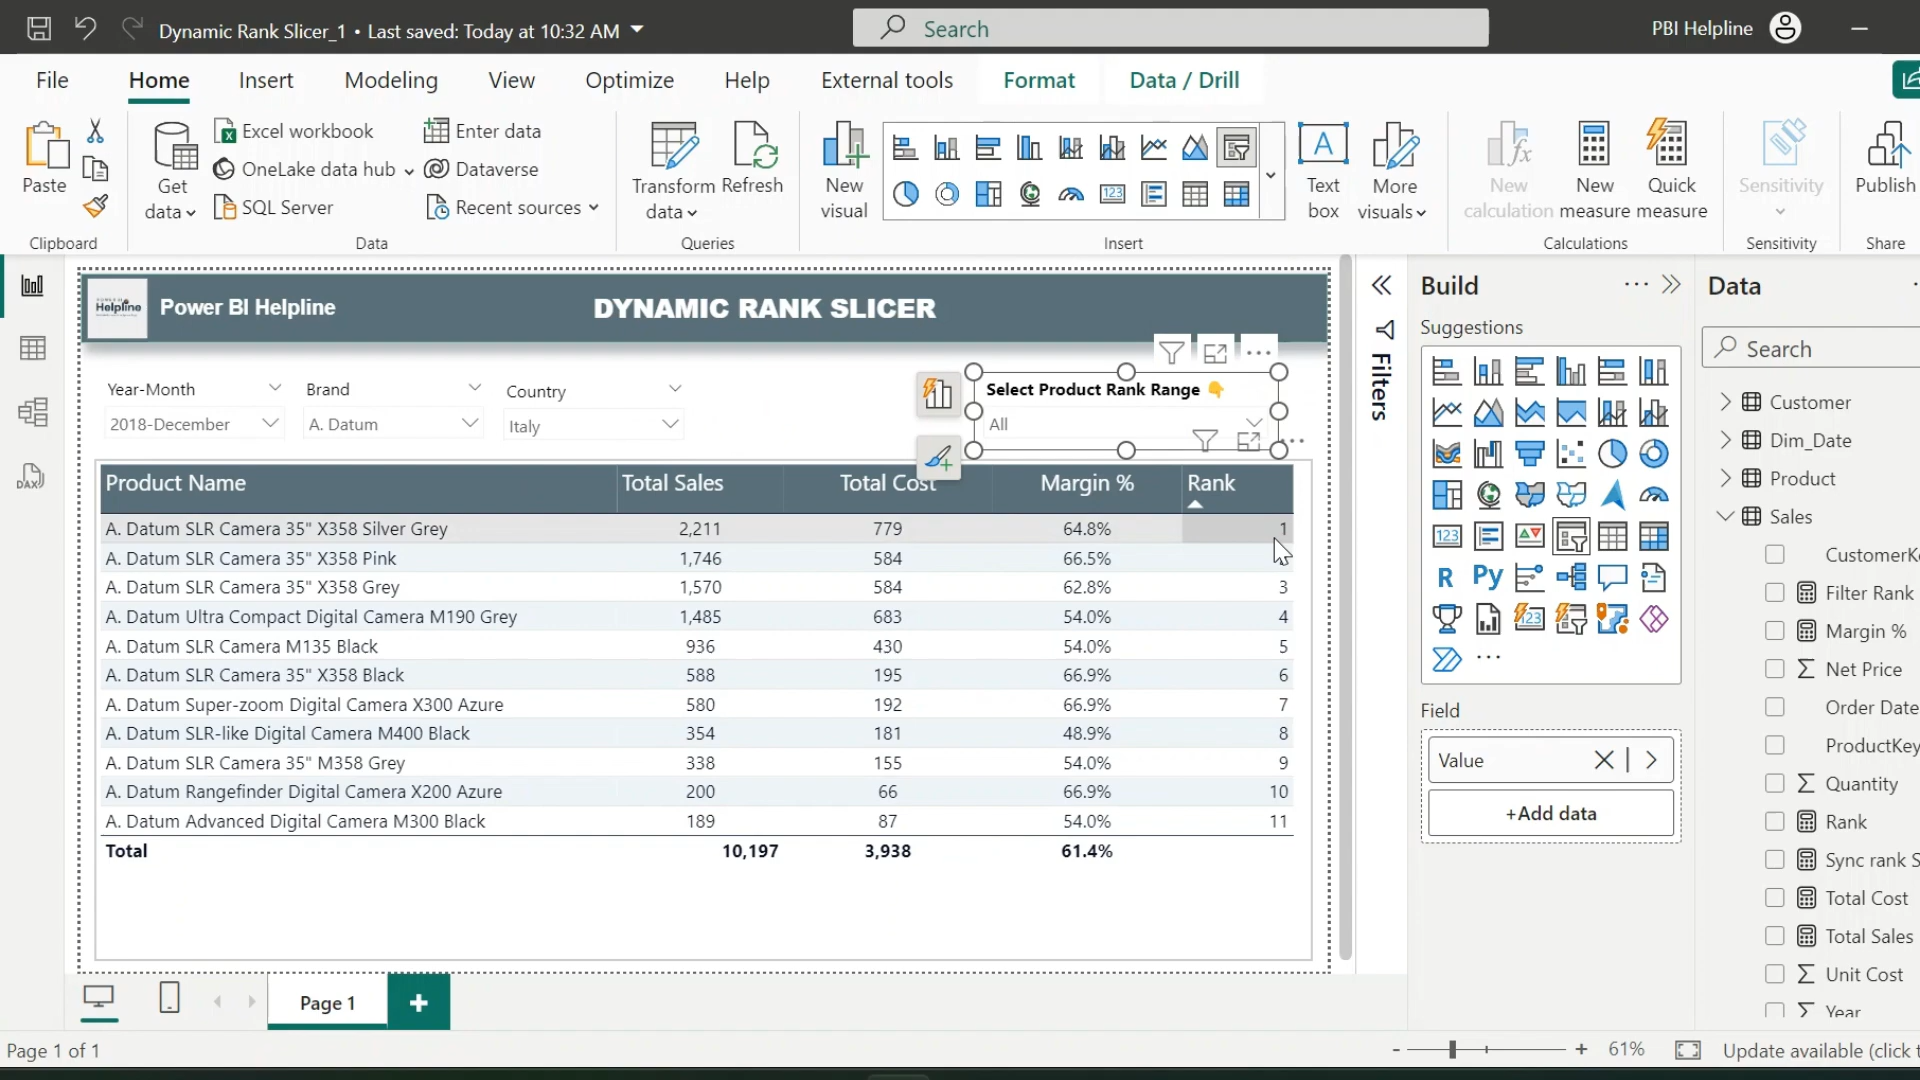 Dynamic Rank Slicer_1 • Last saved: Today at 10:32 AM
Search
PBI Helpline
File Home Insert Modeling View Optimize Help External tools Format Data / Drill
Paste
Get data
Excel workbook
OneLake data hub
SQL Server
Enter data
Dataverse
Recent sources
Transform data
Refresh
New visual
Text box
More visuals
New calculation
New measure
Quick measure
Sensitivity
Publish
Clipboard Data Queries Insert Calculations Sensitivity Share
Helpline
Power BI Helpline
DYNAMIC RANK SLICER
Year-Month Brand Country
2018-December A. Datum Italy
Select Product Rank Range 👇
All
Product Name Total Sales Total Cost Margin % Rank
A. Datum SLR Camera 35" X358 Silver Grey 2,211 779 64.8% 1
A. Datum SLR Camera 35" X358 Pink 1,746 584 66.5%
A. Datum SLR Camera 35" X358 Grey 1,570 584 62.8% 3
A. Datum Ultra Compact Digital Camera M190 Grey 1,485 683 54.0% 4
A. Datum SLR Camera M135 Black 936 430 54.0% 5
A. Datum SLR Camera 35" X358 Black 588 195 66.9% 6
A. Datum Super-zoom Digital Camera X300 Azure 580 192 66.9% 7
A. Datum SLR-like Digital Camera M400 Black 354 181 48.9% 8
A. Datum SLR Camera 35" M358 Grey 338 155 54.0% 9
A. Datum Rangefinder Digital Camera X200 Azure 200 66 66.9% 10
A. Datum Advanced Digital Camera M300 Black 189 87 54.0% 11
Total 10,197 3,938 61.4%
Filters
Build
Suggestions
R Py
Field
Value
+Add data
Data
Search
Customer
Dim_Date
Product
Sales
CustomerKe
Filter Rank
Margin %
Net Price
Order Date
ProductKey
Quantity
Rank
Sync rank S
Total Cost
Total Sales
Unit Cost
Year
DAX
Page 1
Page 1 of 1
- + 61%
Update available (click t